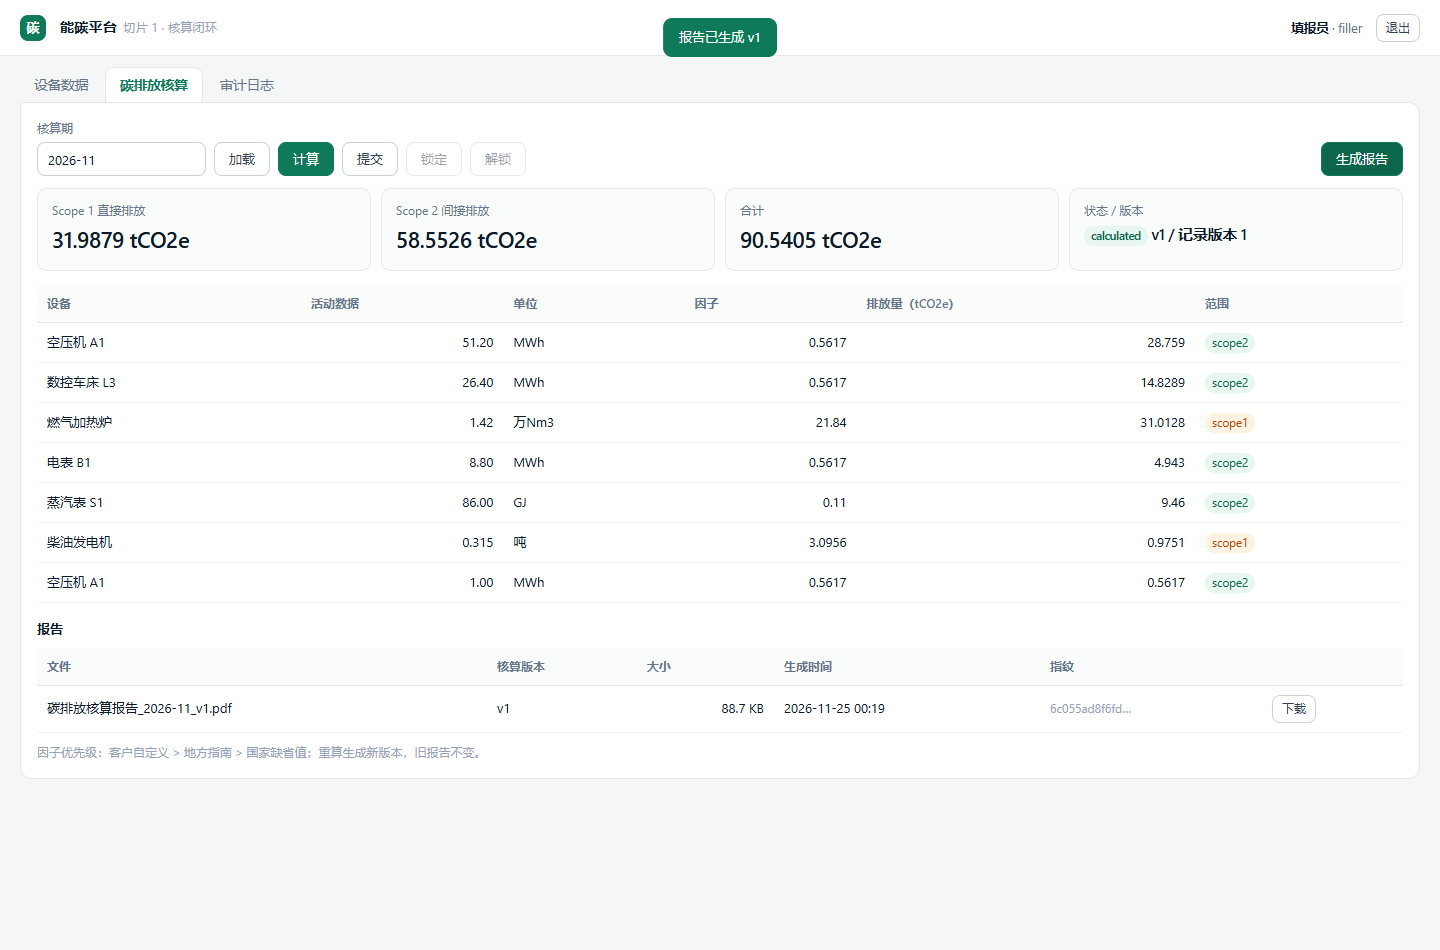 碳 能碳平台 切片 1 · 核算闭环
报告已生成 v1
填报员 · filler 退出
设备数据 碳排放核算 审计日志
核算期
2026-11 加载 计算 提交 锁定 解锁 生成报告
Scope 1 直接排放
31.9879 tCO2e
Scope 2 间接排放
58.5526 tCO2e
合计
90.5405 tCO2e
状态 / 版本
calculated v1 / 记录版本 1
设备 活动数据 单位 因子 排放量（tCO2e） 范围
空压机 A1 51.20 MWh 0.5617 28.759 scope2
数控车床 L3 26.40 MWh 0.5617 14.8289 scope2
燃气加热炉 1.42 万Nm3 21.84 31.0128 scope1
电表 B1 8.80 MWh 0.5617 4.943 scope2
蒸汽表 S1 86.00 GJ 0.11 9.46 scope2
柴油发电机 0.315 吨 3.0956 0.9751 scope1
空压机 A1 1.00 MWh 0.5617 0.5617 scope2
报告
文件 核算版本 大小 生成时间 指纹
碳排放核算报告_2026-11_v1.pdf v1 88.7 KB 2026-11-25 00:19 6c055ad8f6fd… 下载
因子优先级：客户自定义 > 地方指南 > 国家缺省值；重算生成新版本，旧报告不变。